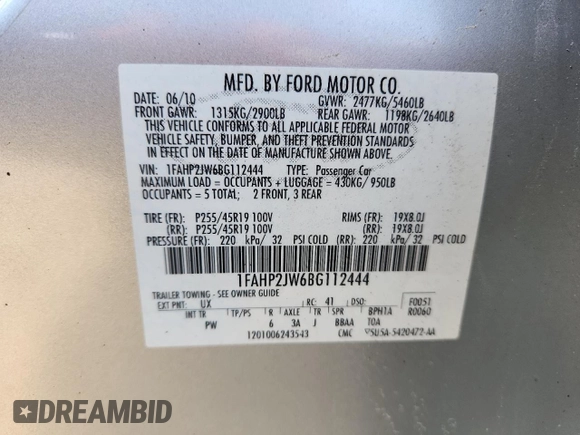 MFD. BY FORD MOTOR CO.
DATE: 06/10 GVWR: 2477KG/5460LB
FRONT GAWR: 1315KG/2900LB REAR GAWR: 1198KG/2640LB
THIS VEHICLE CONFORMS TO ALL APPLICABLE FEDERAL MOTOR
VEHICLE SAFETY, BUMPER, AND THEFT PREVENTION STANDARDS
IN EFFECT ON THE DATE OF MANUFACTURE SHOWN ABOVE.
VIN: 1FAHP2JW6BG112444 TYPE: Passenger Car
MAXIMUM LOAD = OCCUPANTS + LUGGAGE = 430KG/950LB
OCCUPANTS = 5 TOTAL; 2 FRONT, 3 REAR
TIRE (FR): P255/45R19 100V RIMS (FR): 19X8.0J
(RR): P255/45R19 100V (RR): 19X8.0J
PRESSURE (FR): 220 kPa/ 32 PSI COLD (RR): 220 kPa/ 32 PSI COLD
1FAHP2JW6BG112444
TRAILER TOWING - SEE OWNER GUIDE
EXT PNT: UX RC: 41 DSO: F0051
INT TR TP/PS R AXLE TR SPR BPH1A R0060
PW 6 3A J BBAA TOA
1201006243543 CMC 5U5A-5420472-AA
DREAMBID